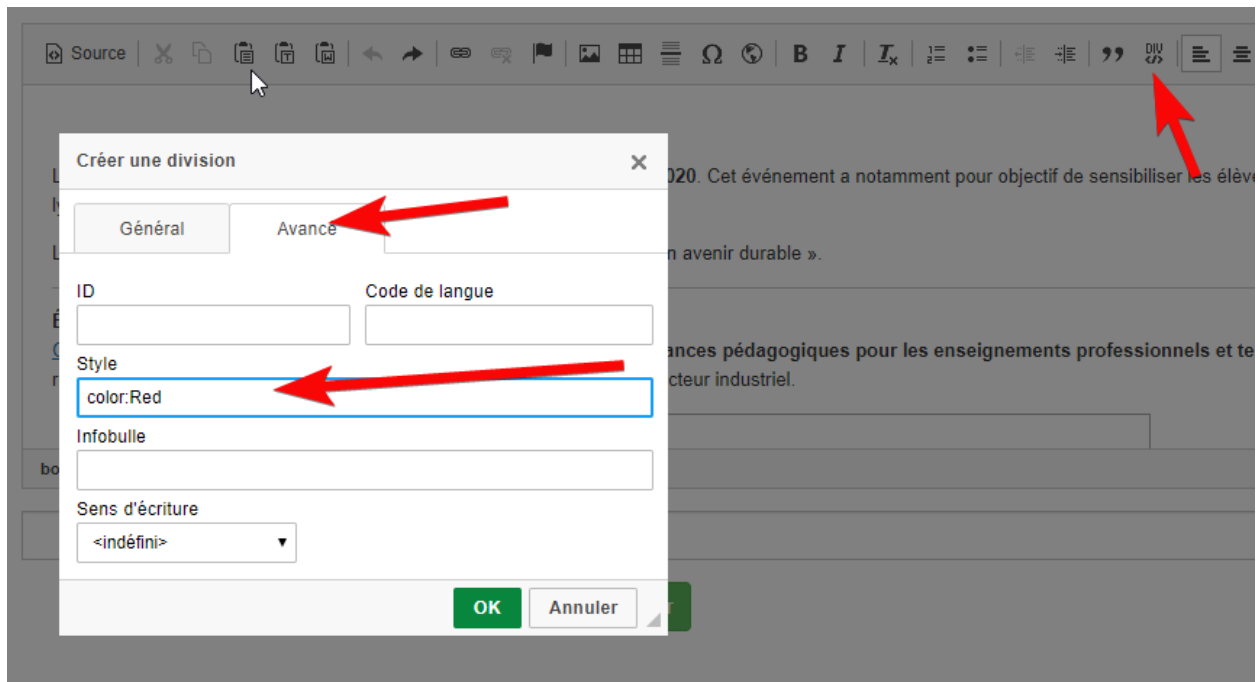 Source
DIV
Créer une division
020. Cet événement a notamment pour objectif de sensibiliser les élève
Général
Avancé
n avenir durable ».
ID
Code de langue
É
ances pédagogiques pour les enseignements professionnels et te
Style
cteur industriel.
color:Red
Infobulle
bo
Sens d'écriture
<indéfini>
OK
Annuler
r